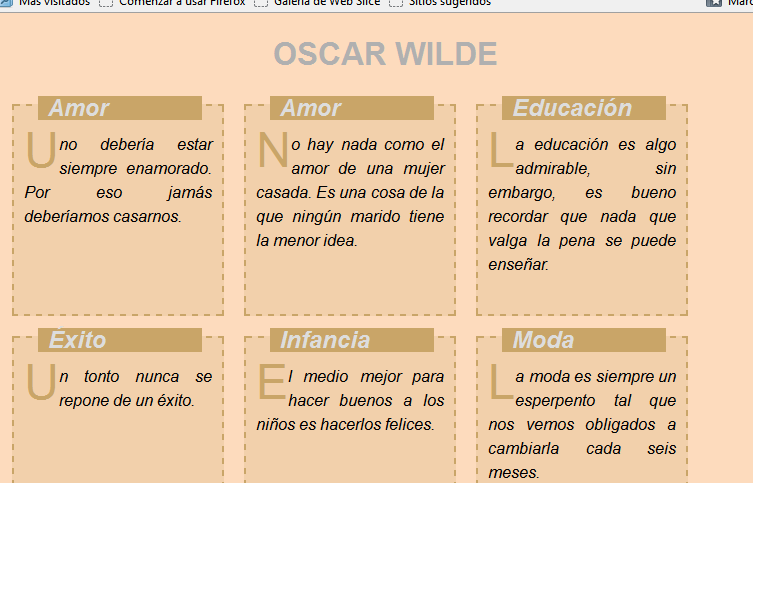 Más visitados Comenzar a usar Firefox Galería de Web Slice Sitios sugeridos Marc
OSCAR WILDE
Amor
Uno debería estar
siempre enamorado.
Por eso jamás
deberíamos casarnos.
Amor
No hay nada como el
amor de una mujer
casada. Es una cosa de la
que ningún marido tiene
la menor idea.
Educación
La educación es algo
admirable, sin
embargo, es bueno
recordar que nada que
valga la pena se puede
enseñar.
Éxito
Un tonto nunca se
repone de un éxito.
Infancia
El medio mejor para
hacer buenos a los
niños es hacerlos felices.
Moda
La moda es siempre un
esperpento tal que
nos vemos obligados a
cambiarla cada seis
meses.